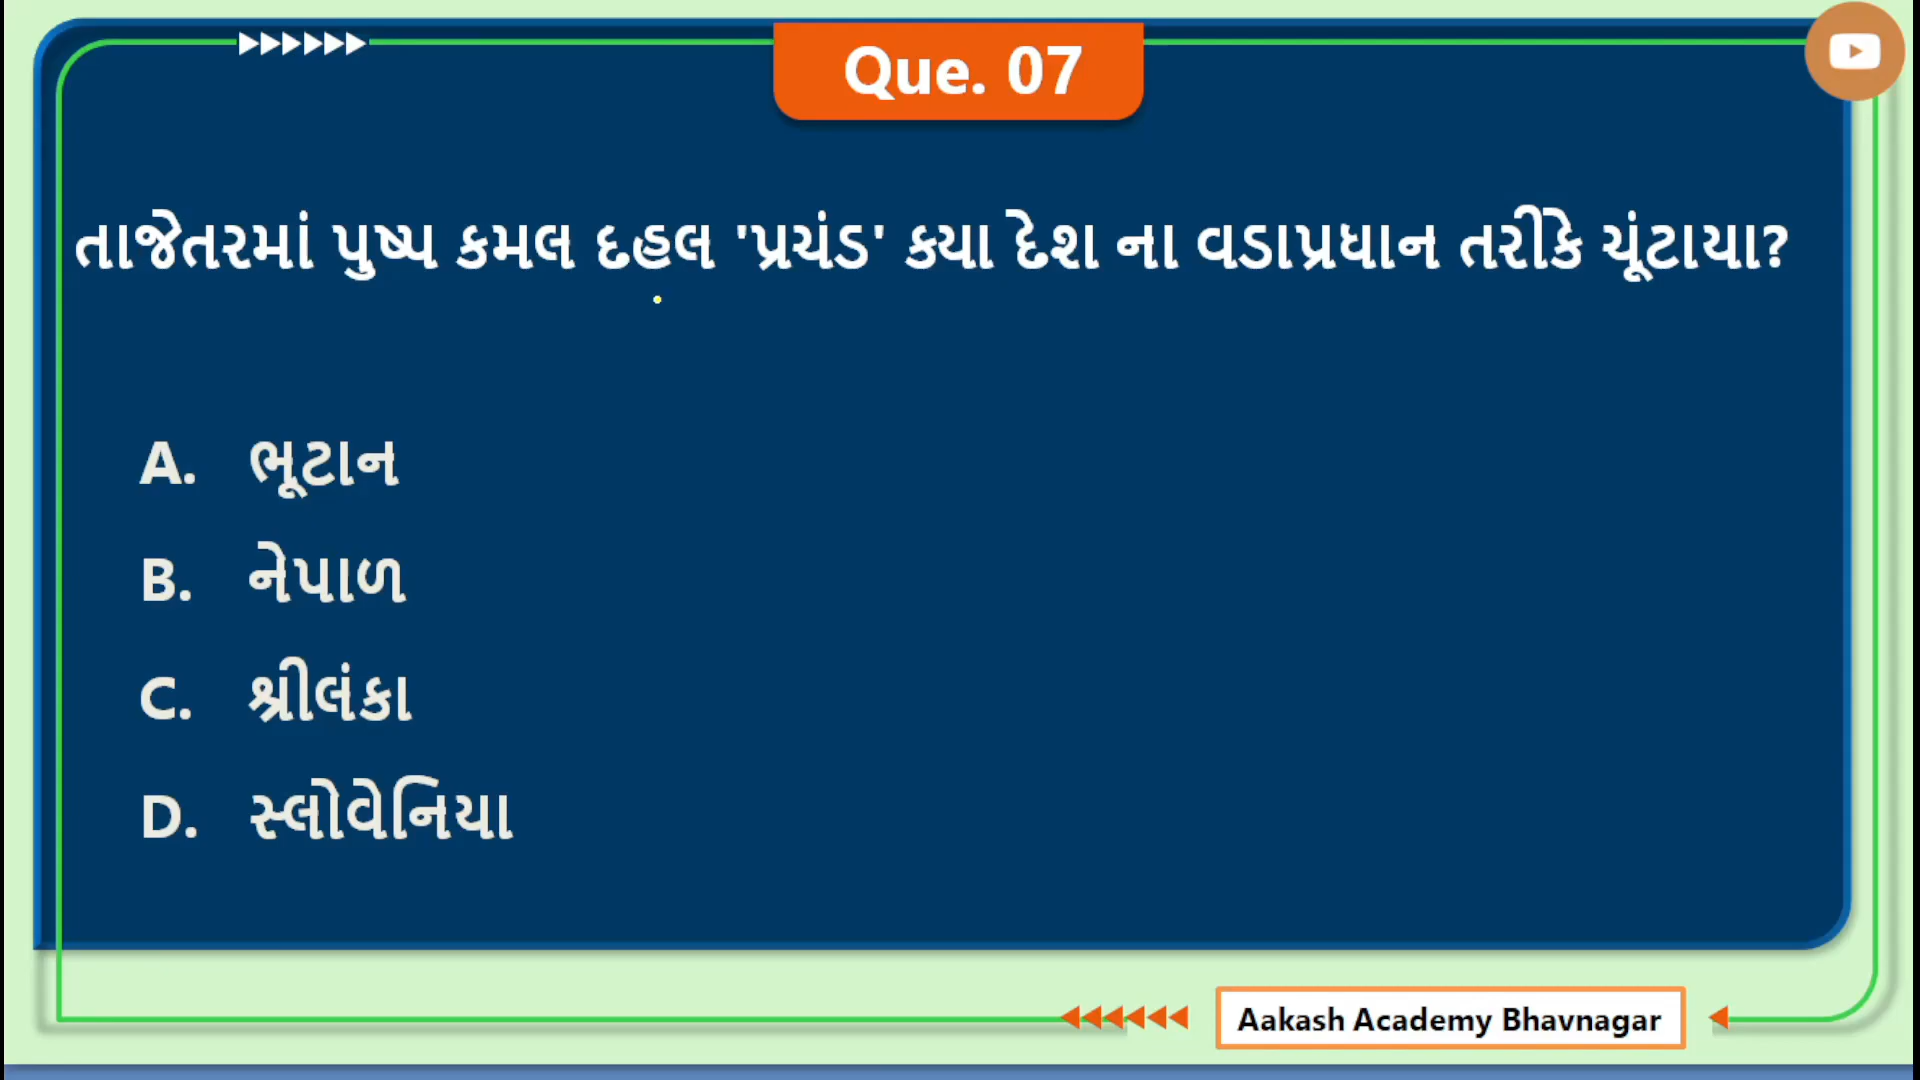 Que. 07
તાજેતરમાં પુષ્પ કમલ દહલ 'પ્રચંડ' ક્યા દેશ ના વડાપ્રધાન તરીકે ચૂંટાયા?
A. ભૂટાન
B. નેપાળ
C. શ્રીલંકા
D. સ્લોવેનિયા
Aakash Academy Bhavnagar